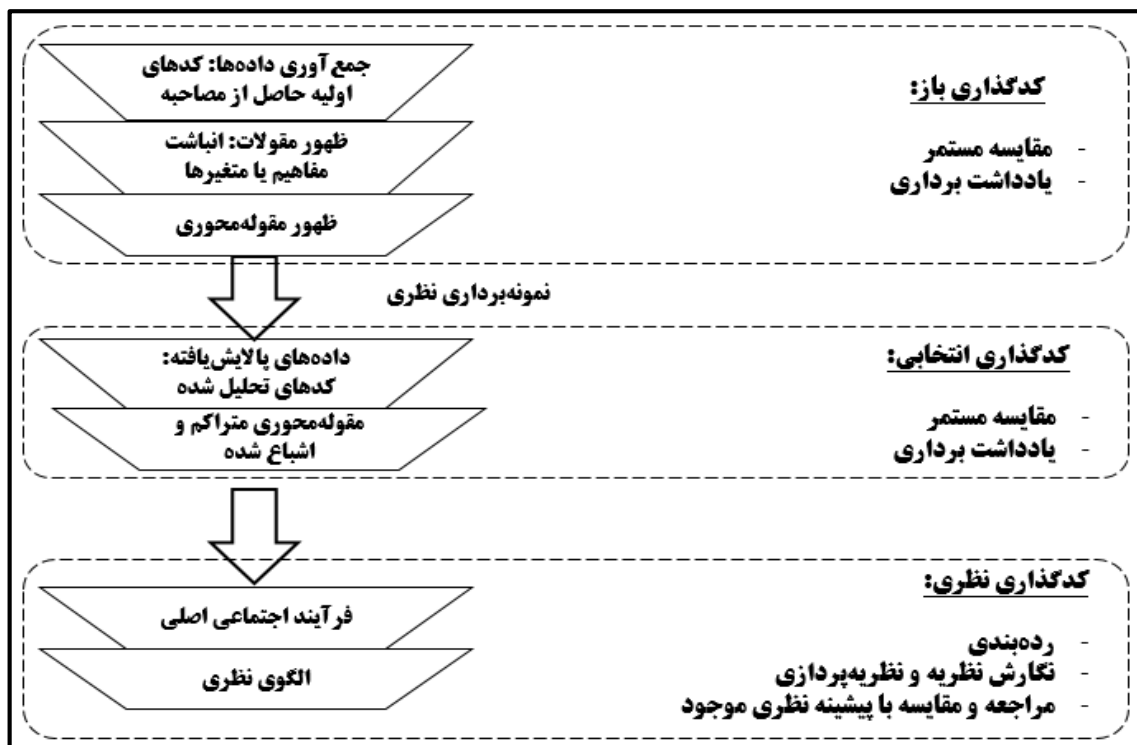 کدگذاری باز:
- مقایسه مستمر
- یادداشت برداری
جمع‌آوری داده‌ها: کدهای
اولیه حاصل از مصاحبه
ظهور مقولات: انباشت
مفاهیم یا متغیرها
ظهور مقوله‌محوری
نمونه‌برداری نظری
کدگذاری انتخابی:
- مقایسه مستمر
- یادداشت برداری
داده‌های پالایش‌یافته:
کدهای تحلیل شده
مقوله‌محوری متراکم و
اشباع شده
کدگذاری نظری:
- رده‌بندی
- نگارش نظریه و نظریه‌پردازی
- مراجعه و مقایسه با پیشینه نظری موجود
فرآیند اجتماعی اصلی
الگوی نظری